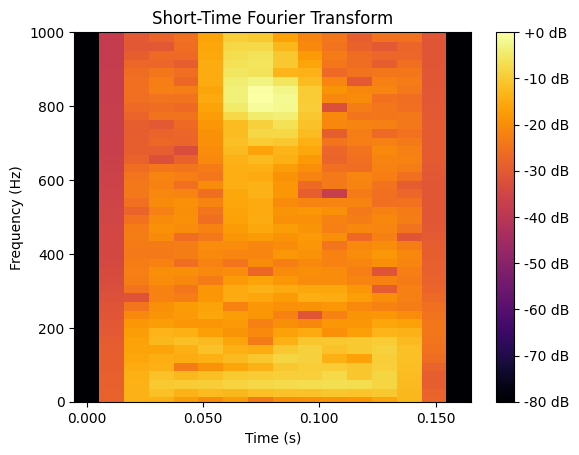 Short-Time Fourier Transform
Frequency (Hz)
1000
800
600
400
200
0
0.000
0.050
0.100
0.150
Time (s)
+0 dB
-10 dB
-20 dB
-30 dB
-40 dB
-50 dB
-60 dB
-70 dB
-80 dB